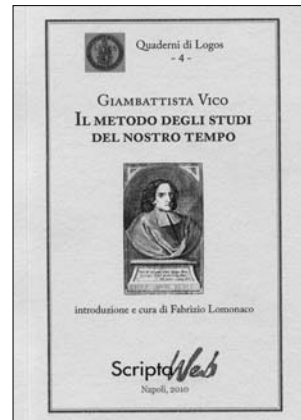 Quaderni di Logos
- 4 -
GIAMBATTISTA VICO
IL METODO DEGLI STUDI
DEL NOSTRO TEMPO
introduzione e cura di Fabrizio Lomonaco
ScriptaWeb
Napoli, 2010